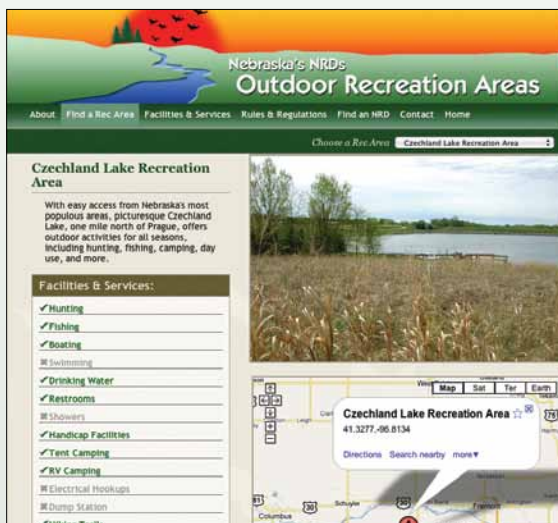 Nebraska's NRDs
Outdoor Recreation Areas
About Find a Rec Area Facilities & Services Rules & Regulations Find an NRD Contact Home
Choose a Rec Area Czechland Lake Recreation Area
Czechland Lake Recreation
Area
With easy access from Nebraska's most
populous areas, picturesque Czechland
Lake, one mile north of Prague, offers
outdoor activities for all seasons,
including hunting, fishing, camping, day
use, and more.
Facilities & Services:
✔Hunting
✔Fishing
✔Boating
✖Swimming
✔Drinking Water
✔Restrooms
✖Showers
✔Handicap Facilities
✔Tent Camping
✔RV Camping
✖Electrical Hookups
✖Dump Station
Map Sat Ter Earth
Czechland Lake Recreation Area
41.3277,-96.8134
Directions Search nearby more▼
81
30
Schuyler
30
Fremont
Columbus